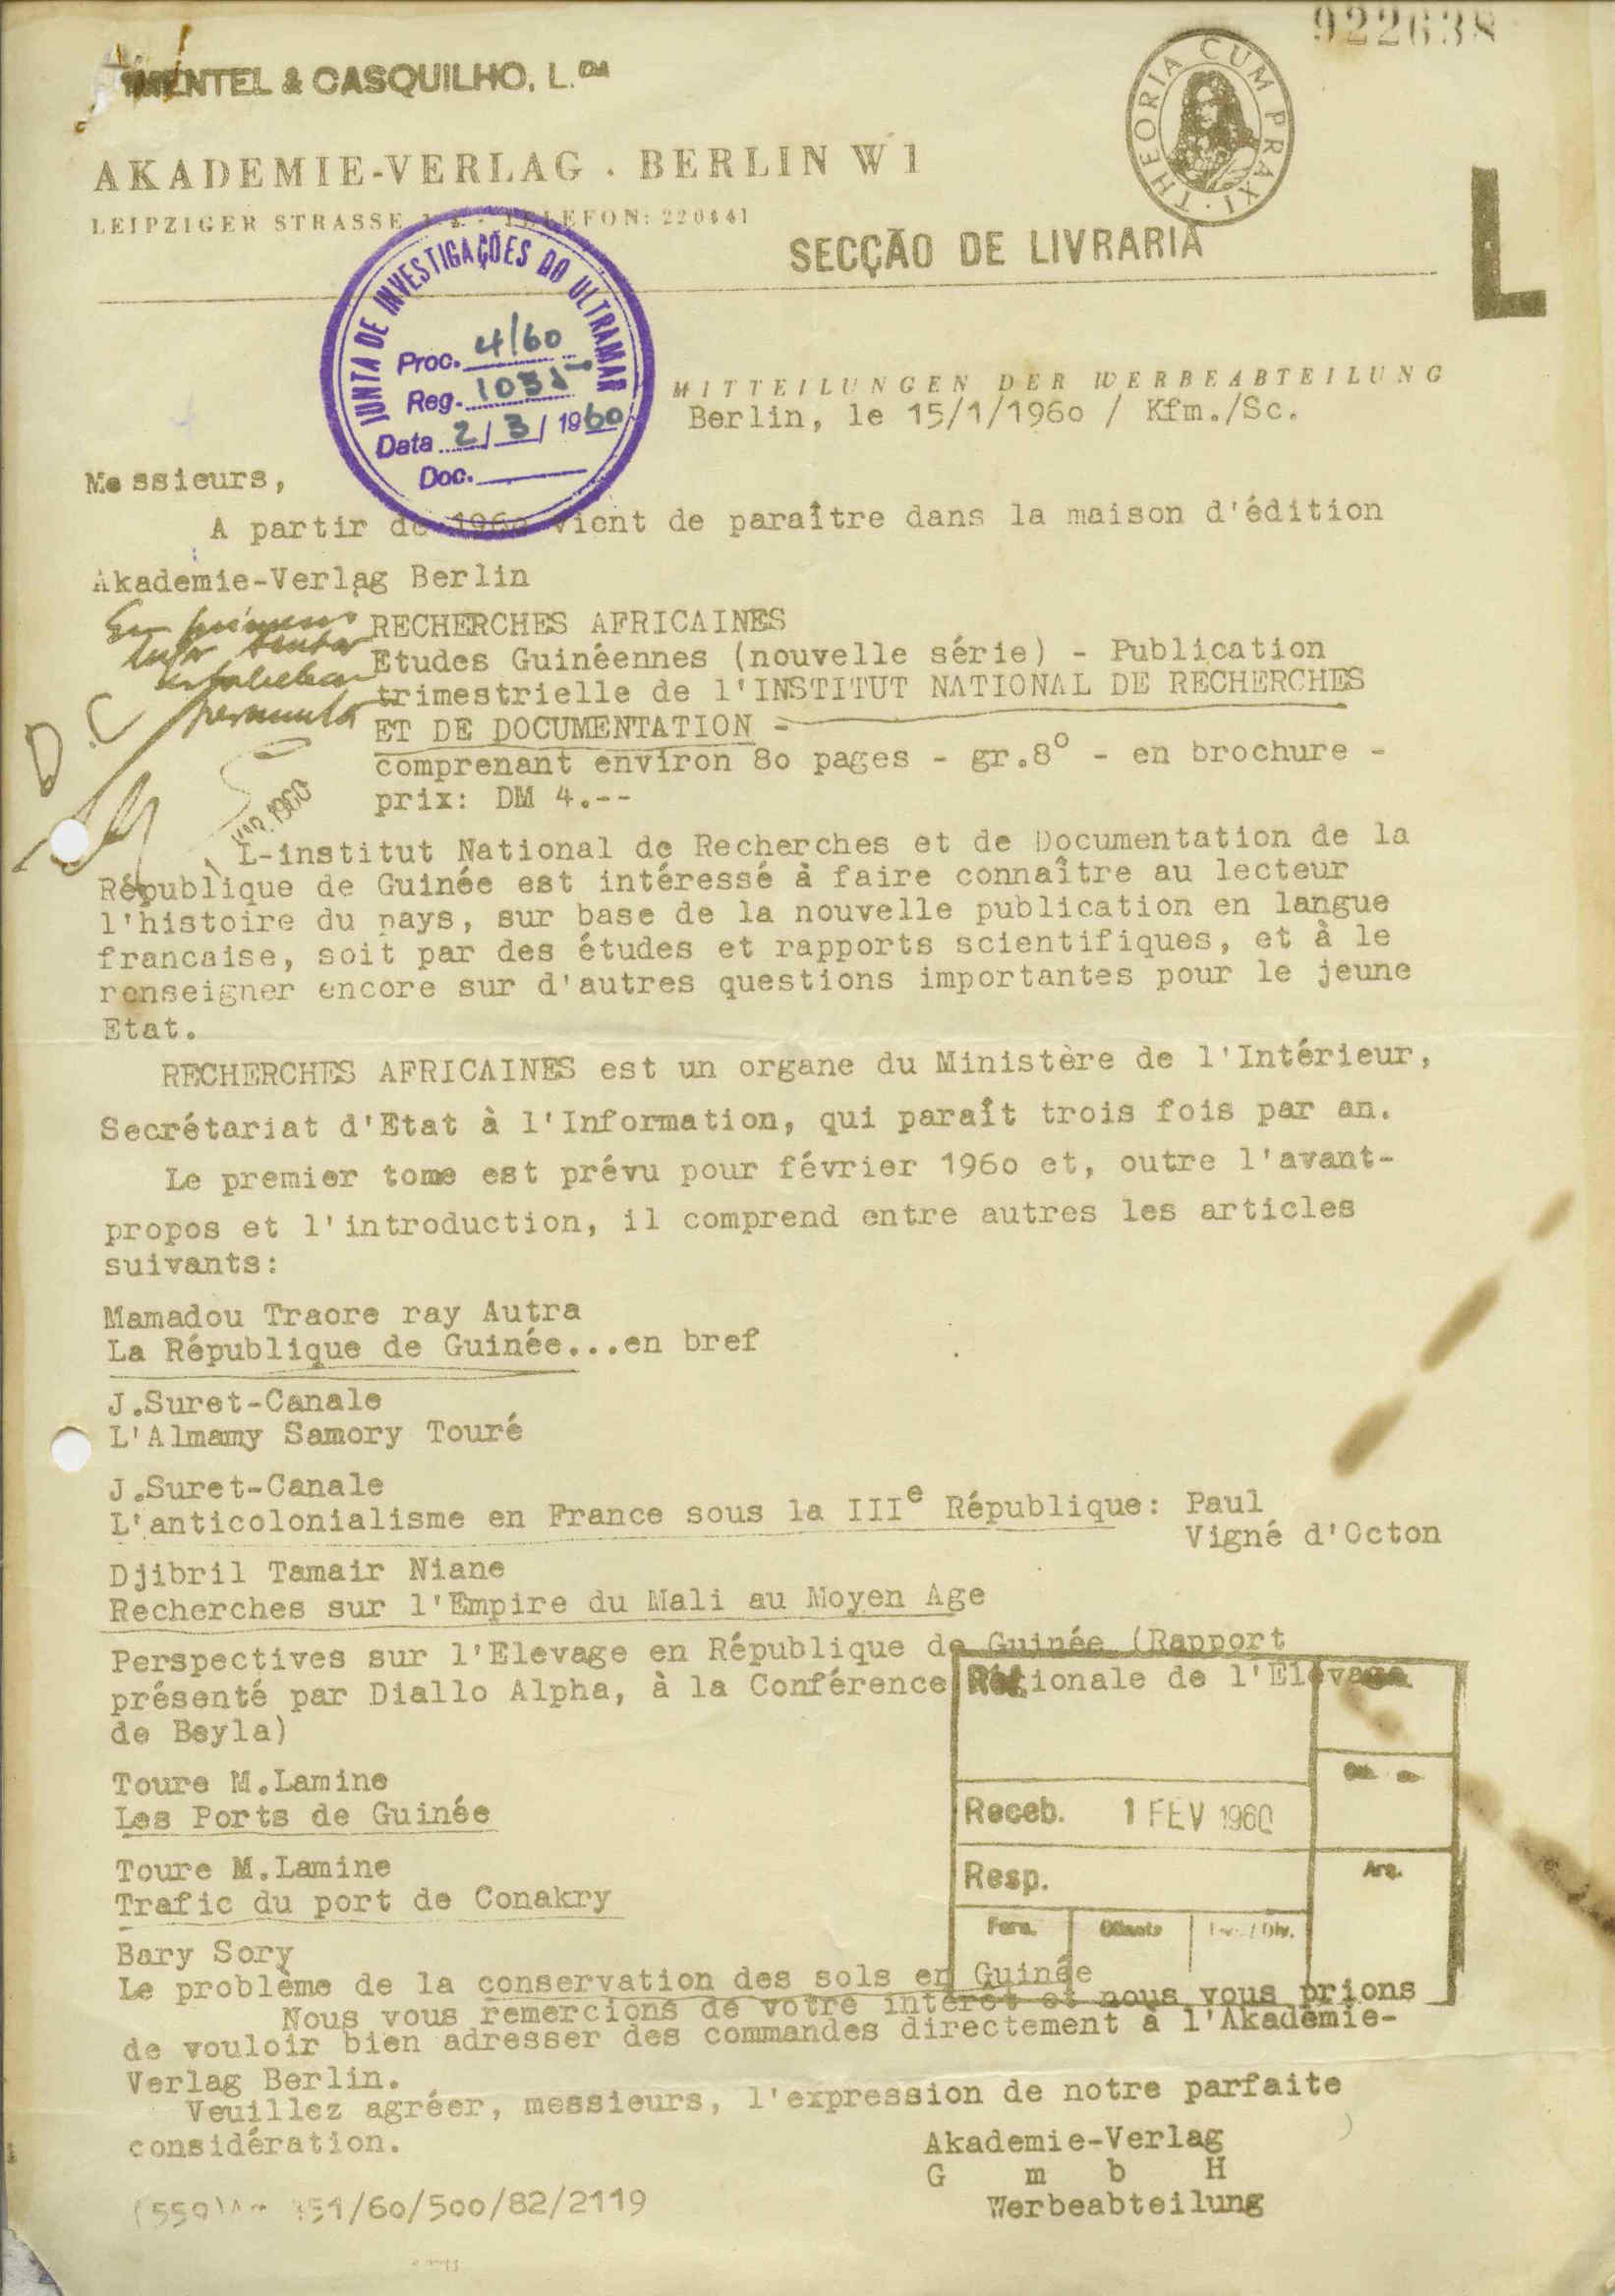 922638
& CASQUILHO, L.DA
THEORIA CUM PRAXI
AKADEMIE-VERLAG . BERLIN W 1
LEIPZIGER STRASSE TELEFON: 220441
SECÇÃO DE LIVRARIA
L
JUNTA DE INVESTIGAÇÕES DO ULTRAMAR
Proc. 4/60
Reg. 1035
Data 2/3/1960
Doc.
MITTEILUNGEN DER WERBEABTEILUNG
Berlin, le 15/1/1960 / Kfm./Sc.
Messieurs,
A partir de 1960 vient de paraître dans la maison d'édition
Akademie-Verlag Berlin
RECHERCHES AFRICAINES
Etudes Guinéennes (nouvelle série) - Publication
trimestrielle de l'INSTITUT NATIONAL DE RECHERCHES
ET DE DOCUMENTATION -
comprenant environ 80 pages - gr.8° - en brochure -
prix: DM 4.--
permuta
D.C
1960
L-institut National de Recherches et de Documentation de la
République de Guinée est intéressé à faire connaître au lecteur
l'histoire du pays, sur base de la nouvelle publication en langue
francaise, soit par des études et rapports scientifiques, et à le
renseigner encore sur d'autres questions importantes pour le jeune
Etat.
RECHERCHES AFRICAINES est un organe du Ministère de l'Intérieur,
Secrétariat d'Etat à l'Information, qui paraît trois fois par an.
Le premier tome est prévu pour février 1960 et, outre l'avant-
propos et l'introduction, il comprend entre autres les articles
suivants:
Mamadou Traore ray Autra
La République de Guinée...en bref
J.Suret-Canale
L'Almamy Samory Touré
J.Suret-Canale
L'anticolonialisme en France sous la IIIe République: Paul
Vigné d'Octon
Djibril Tamair Niane
Recherches sur l'Empire du Mali au Moyen Age
Perspectives sur l'Elevage en République de Guinée (Rapport
présenté par Diallo Alpha, à la Conférence Régionale de l'Elevage
de Beyla)
Toure M.Lamine
Les Ports de Guinée
Receb. 1 FEV 1960
Toure M.Lamine
Resp.
Arq.
Trafic du port de Conakry
Bary Sory
Le problème de la conservation des sols en Guinée
Nous vous remercions de votre intérêt et nous vous prions
de vouloir bien adresser des commandes directement à l'Akademie-
Verlag Berlin.
Veuillez agréer, messieurs, l'expression de notre parfaite
considération.
Akademie-Verlag
G m b H
Werbeabteilung
/60/500/82/2119